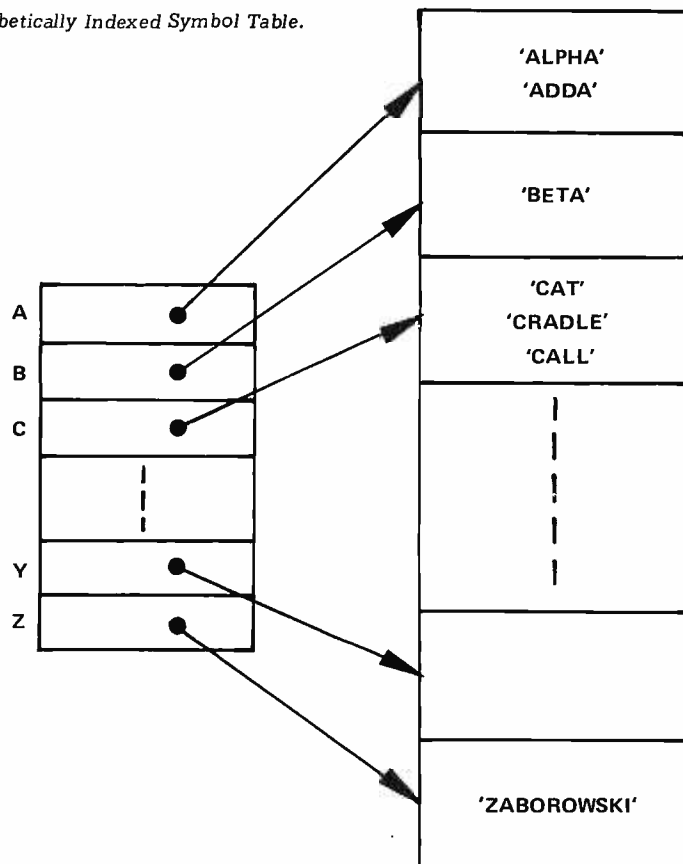 betically Indexed Symbol Table.
'ALPHA'
'ADDA'
'BETA'
'CAT'
'CRADLE'
'CALL'
A
B
C
Y
Z
'ZABOROWSKI'